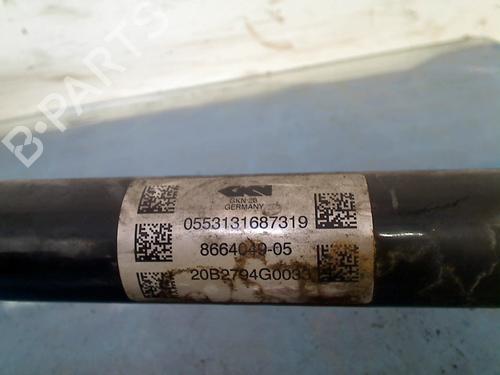 B-PARTS
GKN
GKN 28
GERMANY
0553131687319
8664049-05
20B2794G0033